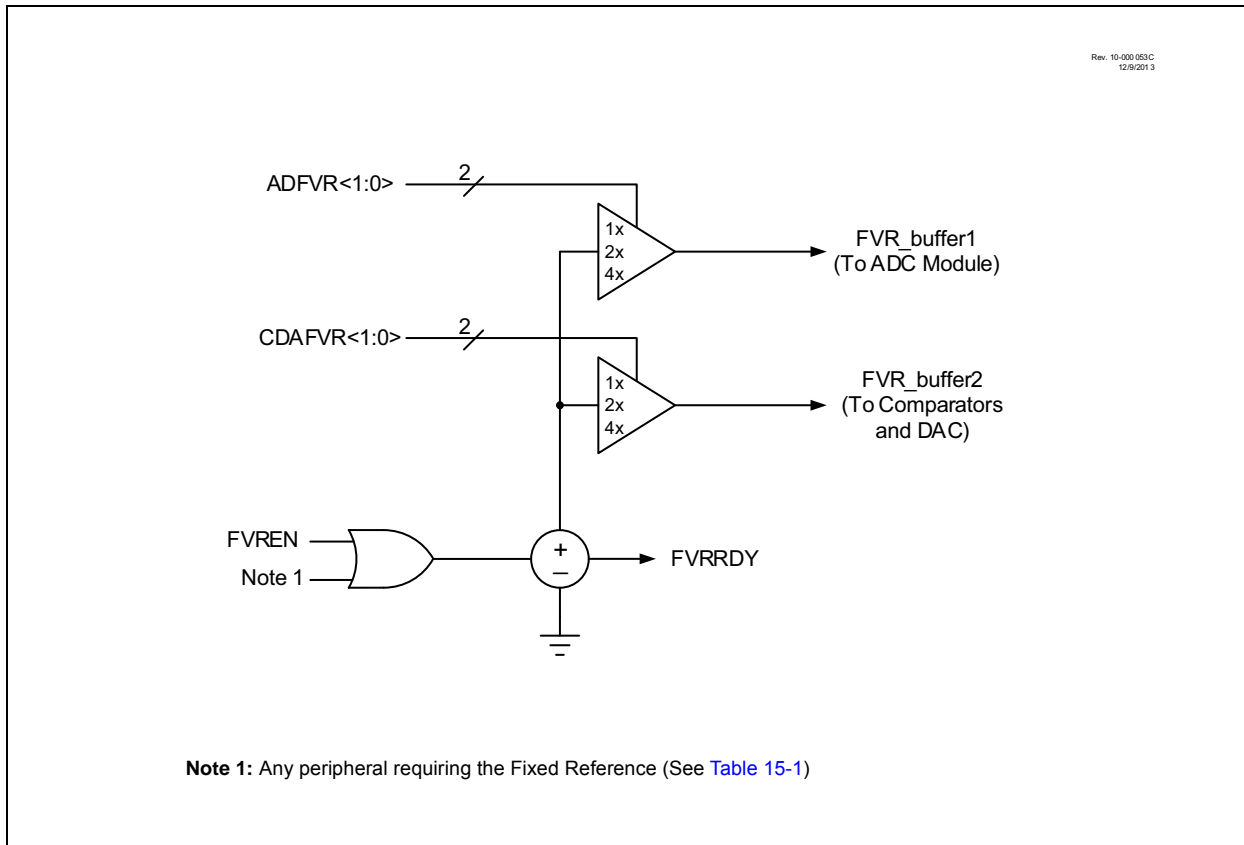 Rev. 10-000 053C
12/9/2013
ADFVR<1:0>
2
1x
2x
4x
FVR_buffer1
(To ADC Module)
CDAFVR<1:0>
2
1x
2x
4x
FVR_buffer2
(To Comparators
and DAC)
FVREN
Note 1
+
_
FVRRDY
Note 1: Any peripheral requiring the Fixed Reference (See Table 15-1)